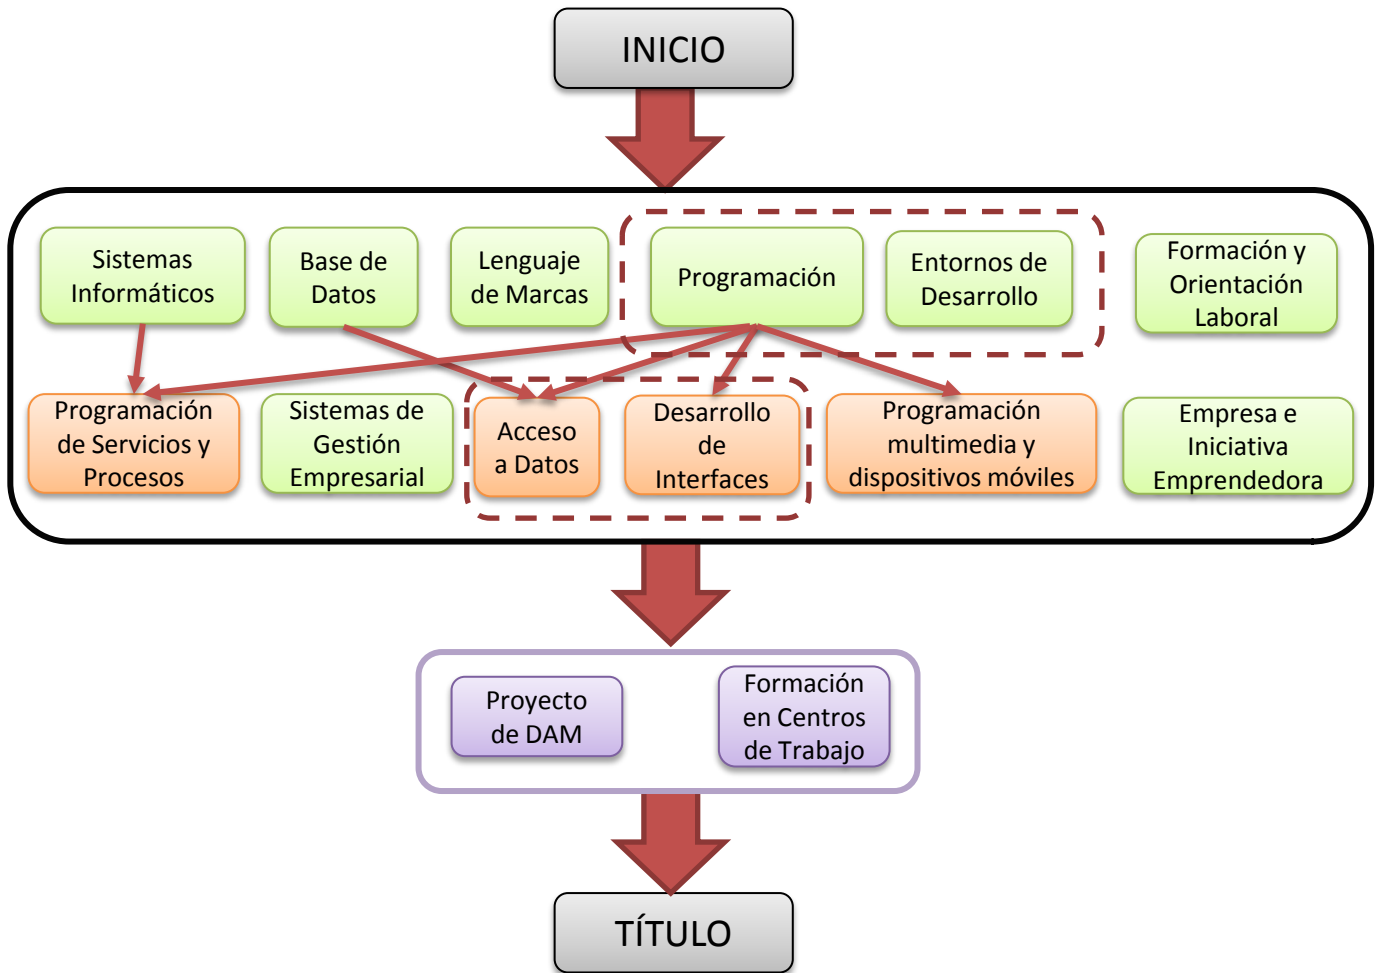 INICIO
Sistemas
Informáticos
Base de
Datos
Lenguaje
de Marcas
Programación
Entornos de
Desarrollo
Formación y
Orientación
Laboral
Programación
de Servicios y
Procesos
Sistemas de
Gestión
Empresarial
Acceso
a Datos
Desarrollo
de
Interfaces
Programación
multimedia y
dispositivos móviles
Empresa e
Iniciativa
Emprendedora
Proyecto
de DAM
Formación
en Centros
de Trabajo
TÍTULO